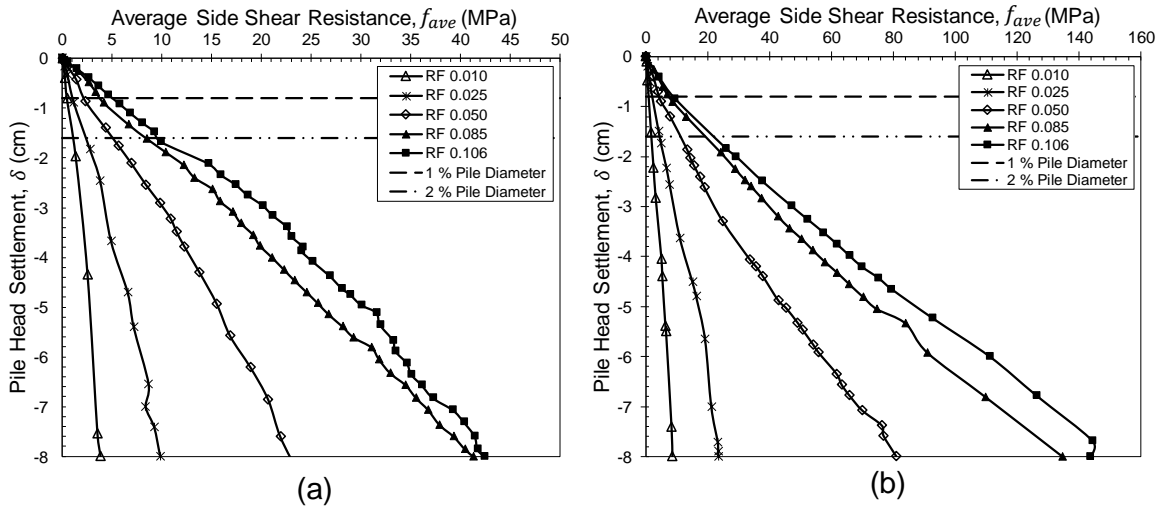 Average Side Shear Resistance, f_ave (MPa)
0 5 10 15 20 25 30 35 40 45 50
0
-1
-2
-3
-4
-5
-6
-7
-8
Pile Head Settlement, δ (cm)
RF 0.010
RF 0.025
RF 0.050
RF 0.085
RF 0.106
1 % Pile Diameter
2 % Pile Diameter
(a)
Average Side Shear Resistance, f_ave (MPa)
0 20 40 60 80 100 120 140 160
0
-1
-2
-3
-4
-5
-6
-7
-8
Pile Head Settlement, δ (cm)
RF 0.010
RF 0.025
RF 0.050
RF 0.085
RF 0.106
1 % Pile Diameter
2 % Pile Diameter
(b)